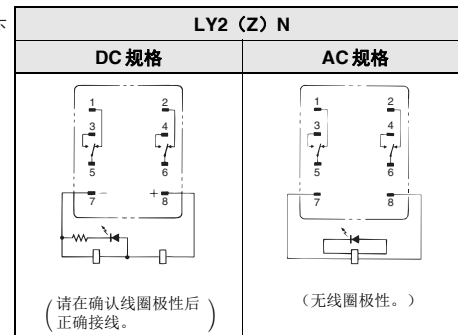 LY2（Z）N
DC 规格
AC 规格
1 2
3 4
5 6
− +
7 8
1 2
3 4
5 6
7 8
（请在确认线圈极性后
正确接线。）
（无线圈极性。）